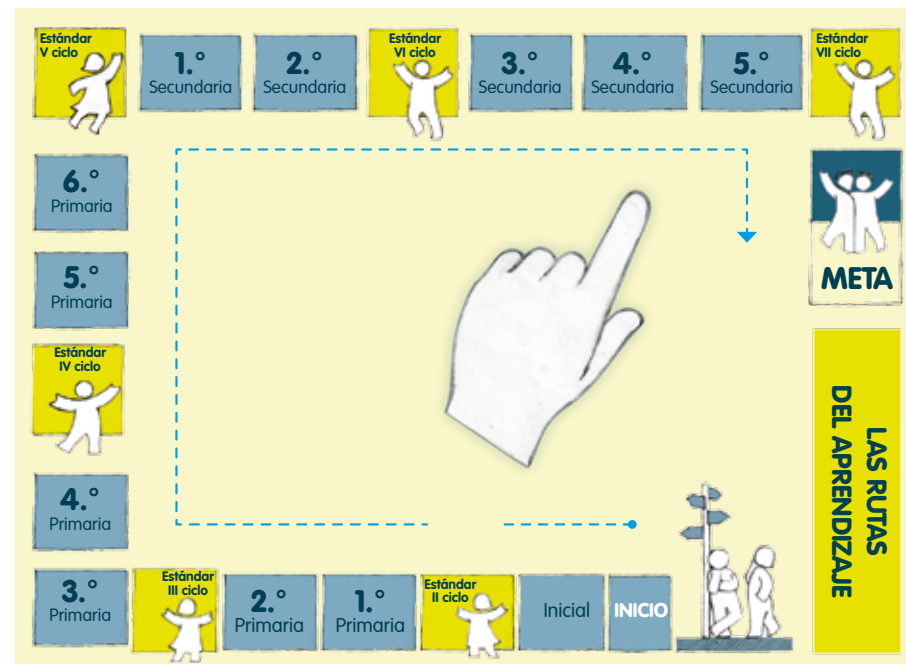 Estándar
V ciclo
1.°
Secundaria
2.°
Secundaria
Estándar
VI ciclo
3.°
Secundaria
4.°
Secundaria
5.°
Secundaria
Estándar
VII ciclo
6.°
Primaria
META
5.°
Primaria
Estándar
IV ciclo
LAS RUTAS
DEL APRENDIZAJE
4.°
Primaria
3.°
Primaria
Estándar
III ciclo
2.°
Primaria
1.°
Primaria
Estándar
II ciclo
Inicial
INICIO